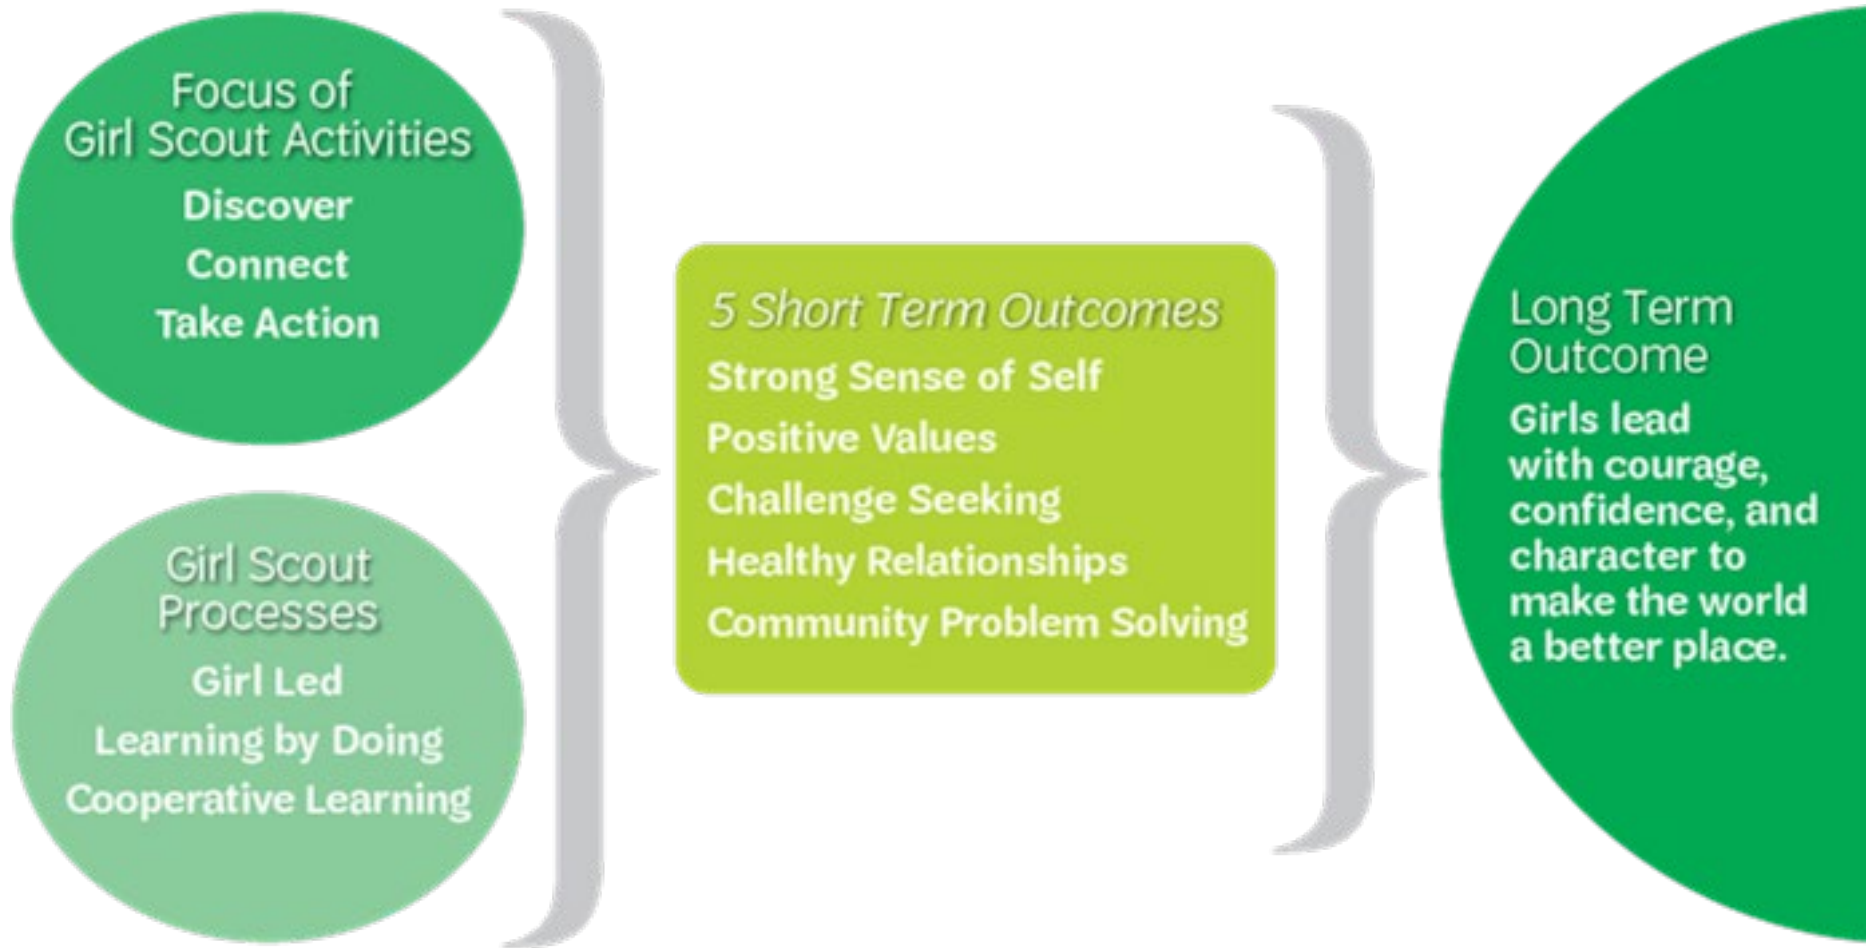 Focus of
Girl Scout Activities
Discover
Connect
Take Action
Girl Scout
Processes
Girl Led
Learning by Doing
Cooperative Learning
5 Short Term Outcomes
Strong Sense of Self
Positive Values
Challenge Seeking
Healthy Relationships
Community Problem Solving
Long Term
Outcome
Girls lead
with courage,
confidence, and
character to
make the world
a better place.